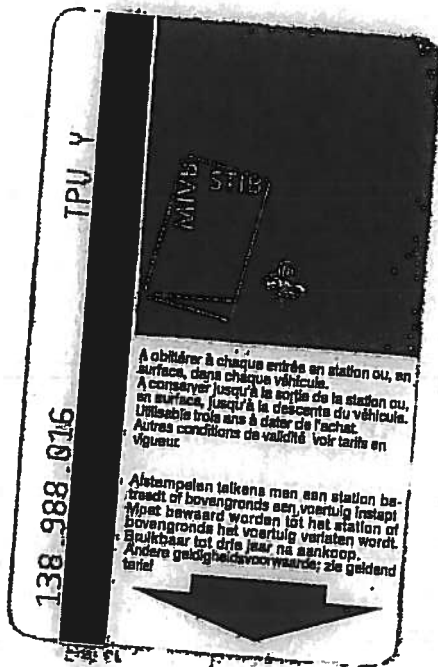 138 988.016 TPU Y
MIVB
STIB
A oblitérer à chaque entrée en station ou, en
surface, dans chaque véhicule.
A conserver jusqu'à la sortie de la station ou,
en surface, jusqu'à la descente du véhicule.
Utilisable trois ans à dater de l'achat.
Autres conditions de validité voir tarifs en
vigueur.
Afstempelen telkens men een station be-
treedt of bovengronds een voertuig instapt
Moet bewaard worden tot het station of
bovengronds het voertuig verlaten wordt.
Bruikbaar tot drie jaar na aankoop.
Andere geldigheidsvoorwaarde; zie geldend
tarief